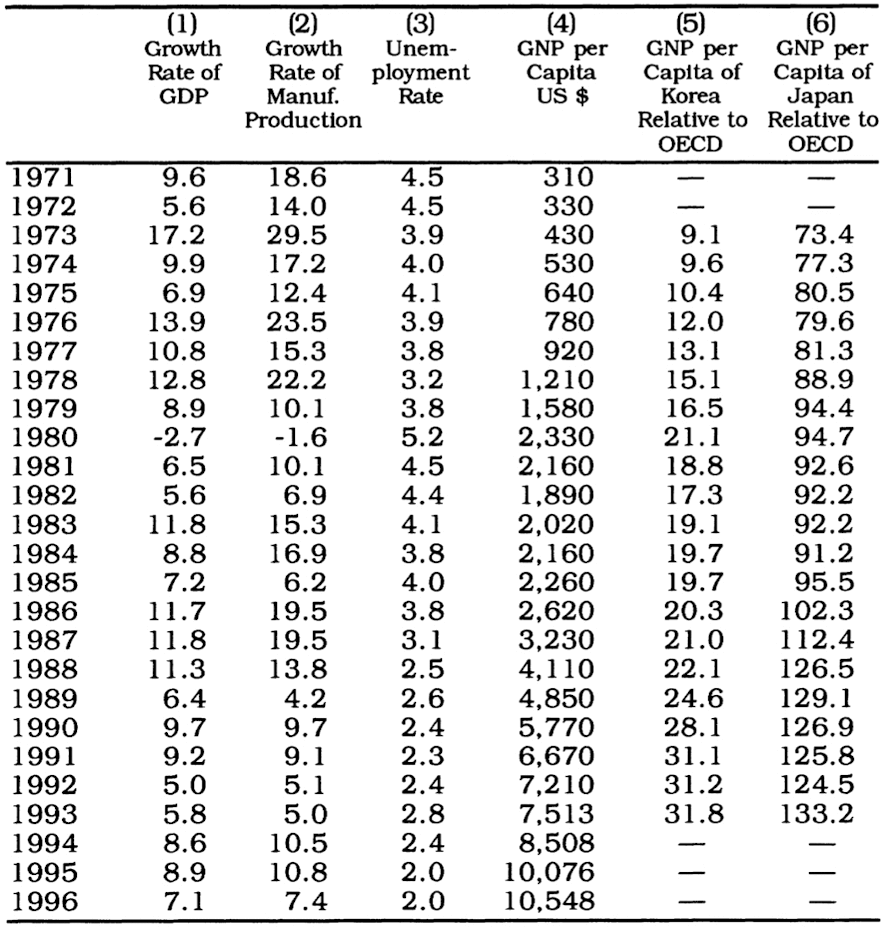 (1) (2) (3) (4) (5) (6)
Growth Growth Unem- GNP per GNP per GNP per
Rate of Rate of ployment Capita Capita of Capita of
GDP Manuf. Rate US $ Korea Japan
Production Relative to Relative to
OECD OECD
1971 9.6 18.6 4.5 310 — —
1972 5.6 14.0 4.5 330 — —
1973 17.2 29.5 3.9 430 9.1 73.4
1974 9.9 17.2 4.0 530 9.6 77.3
1975 6.9 12.4 4.1 640 10.4 80.5
1976 13.9 23.5 3.9 780 12.0 79.6
1977 10.8 15.3 3.8 920 13.1 81.3
1978 12.8 22.2 3.2 1,210 15.1 88.9
1979 8.9 10.1 3.8 1,580 16.5 94.4
1980 -2.7 -1.6 5.2 2,330 21.1 94.7
1981 6.5 10.1 4.5 2,160 18.8 92.6
1982 5.6 6.9 4.4 1,890 17.3 92.2
1983 11.8 15.3 4.1 2,020 19.1 92.2
1984 8.8 16.9 3.8 2,160 19.7 91.2
1985 7.2 6.2 4.0 2,260 19.7 95.5
1986 11.7 19.5 3.8 2,620 20.3 102.3
1987 11.8 19.5 3.1 3,230 21.0 112.4
1988 11.3 13.8 2.5 4,110 22.1 126.5
1989 6.4 4.2 2.6 4,850 24.6 129.1
1990 9.7 9.7 2.4 5,770 28.1 126.9
1991 9.2 9.1 2.3 6,670 31.1 125.8
1992 5.0 5.1 2.4 7,210 31.2 124.5
1993 5.8 5.0 2.8 7,513 31.8 133.2
1994 8.6 10.5 2.4 8,508 — —
1995 8.9 10.8 2.0 10,076 — —
1996 7.1 7.4 2.0 10,548 — —